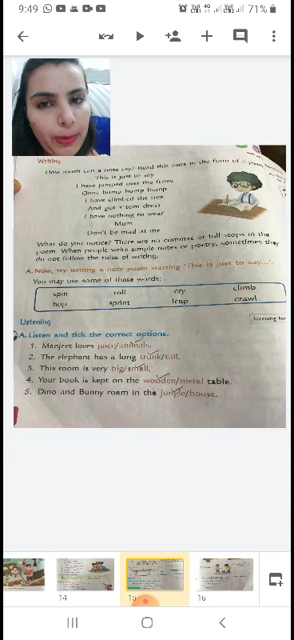 9:49
71%
Writing
How much can a note say? Read this note in the form of a poem
This is just to say
I have jumped over the fence
Gone bump bump bump
I have climbed the tree
And got a torn dress
I have nothing to wear
Mum
Don't be mad at me
What do you notice? There are no commas or full stops in the
poem. When people write simple notes or poetry, sometimes they
do not follow the rules of writing.
A. Now, try writing a note poem starting 'This is just to say...'.
You may use some of these words:
spin roll cry climb
hop sprint leap crawl
Listening
A. Listen and tick the correct options.
1. Manjeet loves juice/animals.
2. The elephant has a long trunk/tail.
3. This room is very big/small.
4. Your book is kept on the wooden/metal table.
5. Dino and Bunny roam in the jungle/house.
14
15
16